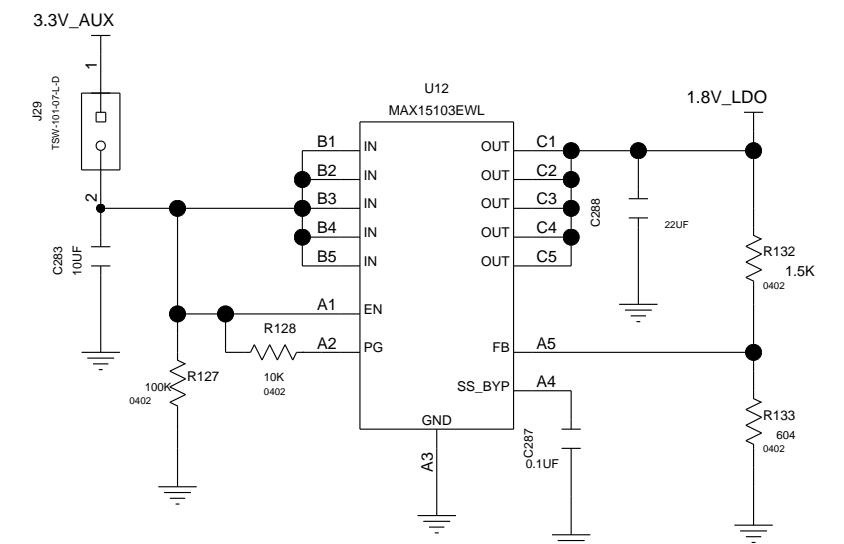 3.3V_AUX
1
J29
TSW-101-07-L-D
2
C283
10UF
U12
MAX15103EWL
B1 IN
B2 IN
B3 IN
B4 IN
B5 IN
A1 EN
A2 PG
OUT C1
OUT C2
OUT C3
OUT C4
OUT C5
FB A5
SS_BYP A4
GND
A3
R128
10K
0402
100K R127
0402
C287
0.1UF
C288
22UF
1.8V_LDO
R132
1.5K
0402
R133
604
0402